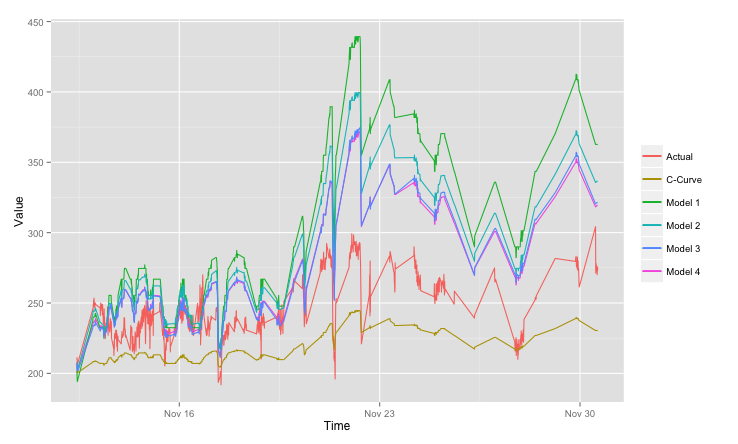 450
400
350
300
250
200
Value
Nov 16
Nov 23
Nov 30
Time
Actual
C-Curve
Model 1
Model 2
Model 3
Model 4